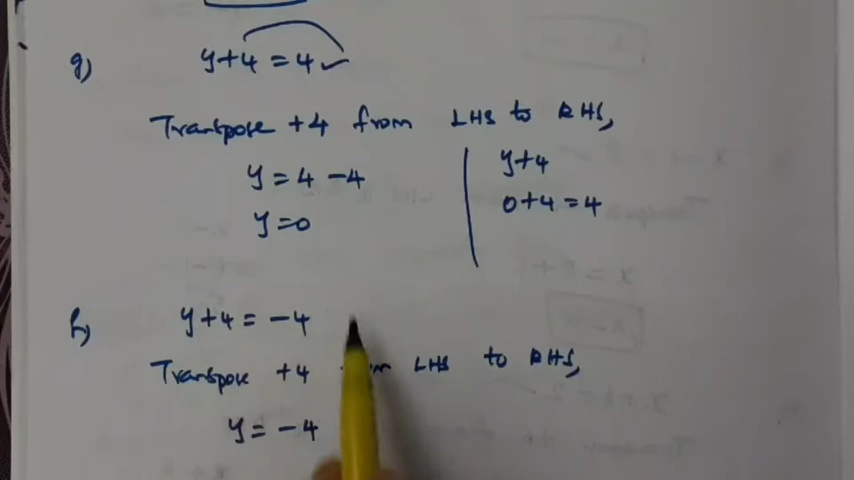 g) y+4 = 4 ✓
Transpose +4 from LHS to RHS,
y = 4 -4
y=0
y+4
0+4 = 4
h) y+4 = -4
Transpose +4 LHS to RHS,
y = -4